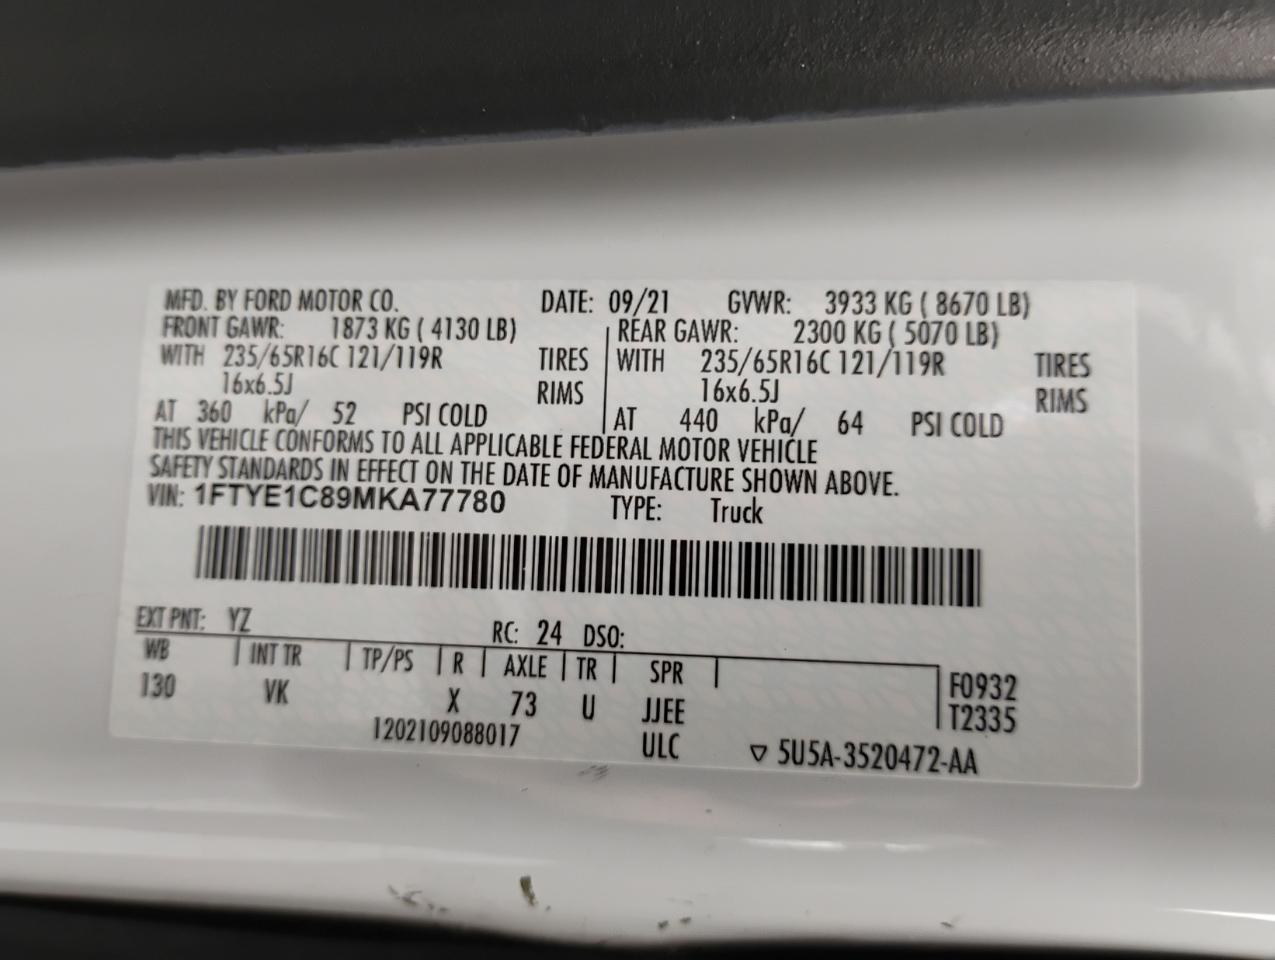 MFD. BY FORD MOTOR CO. DATE: 09/21 GVWR: 3933 KG ( 8670 LB)
FRONT GAWR: 1873 KG ( 4130 LB) REAR GAWR: 2300 KG ( 5070 LB)
WITH 235/65R16C 121/119R TIRES WITH 235/65R16C 121/119R TIRES
16x6.5J RIMS 16x6.5J RIMS
AT 360 kPa/ 52 PSI COLD AT 440 kPa/ 64 PSI COLD
THIS VEHICLE CONFORMS TO ALL APPLICABLE FEDERAL MOTOR VEHICLE
SAFETY STANDARDS IN EFFECT ON THE DATE OF MANUFACTURE SHOWN ABOVE.
VIN: 1FTYE1C89MKA77780 TYPE: Truck
EXT PNT: YZ RC: 24 DSO:
WB INT TR TP/PS R AXLE TR SPR F0932
130 VK X 73 U JJEE T2335
1202109088017 ULC ▽ 5U5A-3520472-AA